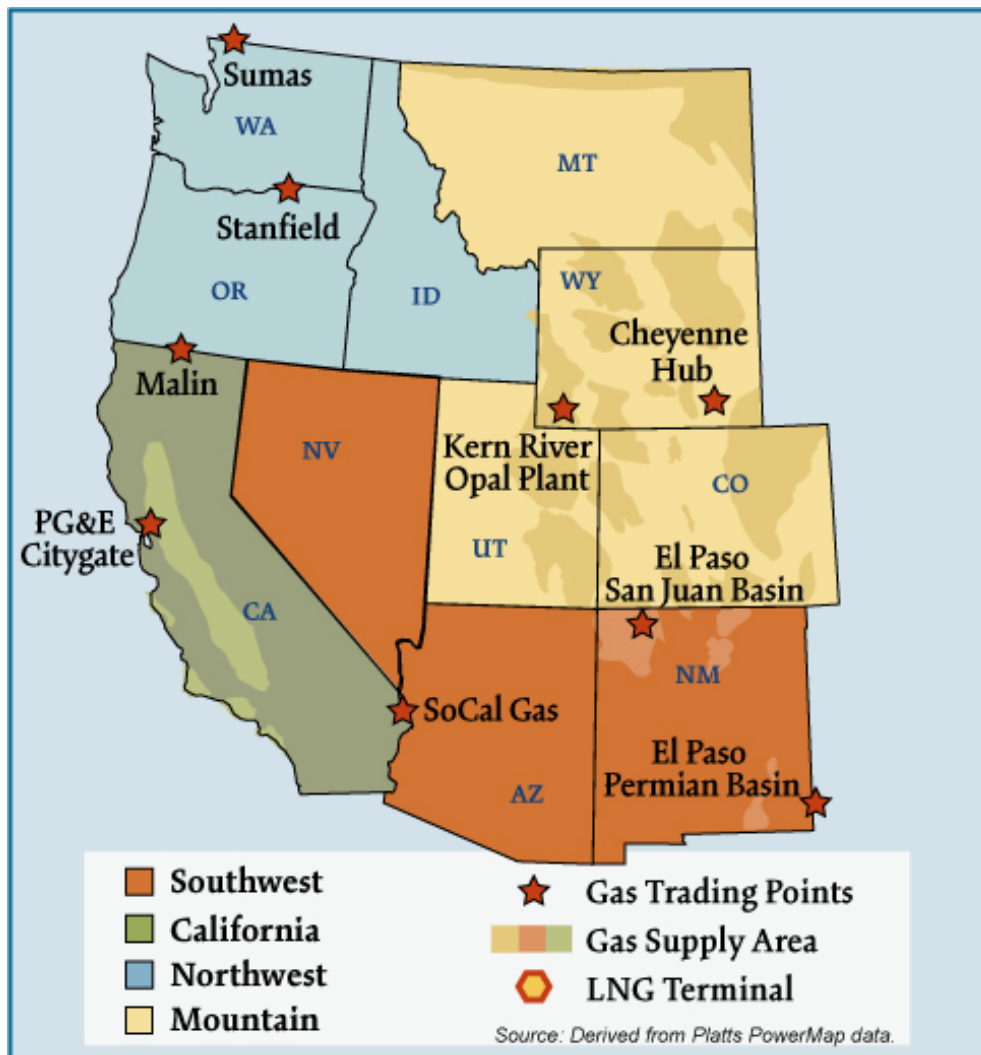 Sumas
WA
MT
Stanfield
OR
ID
WY
Cheyenne
Hub
Malin
NV
Kern River
Opal Plant
CO
PG&E
Citygate
UT
El Paso
San Juan Basin
CA
NM
SoCal Gas
El Paso
Permian Basin
AZ
Southwest
California
Northwest
Mountain
Gas Trading Points
Gas Supply Area
LNG Terminal
Source: Derived from Platts PowerMap data.